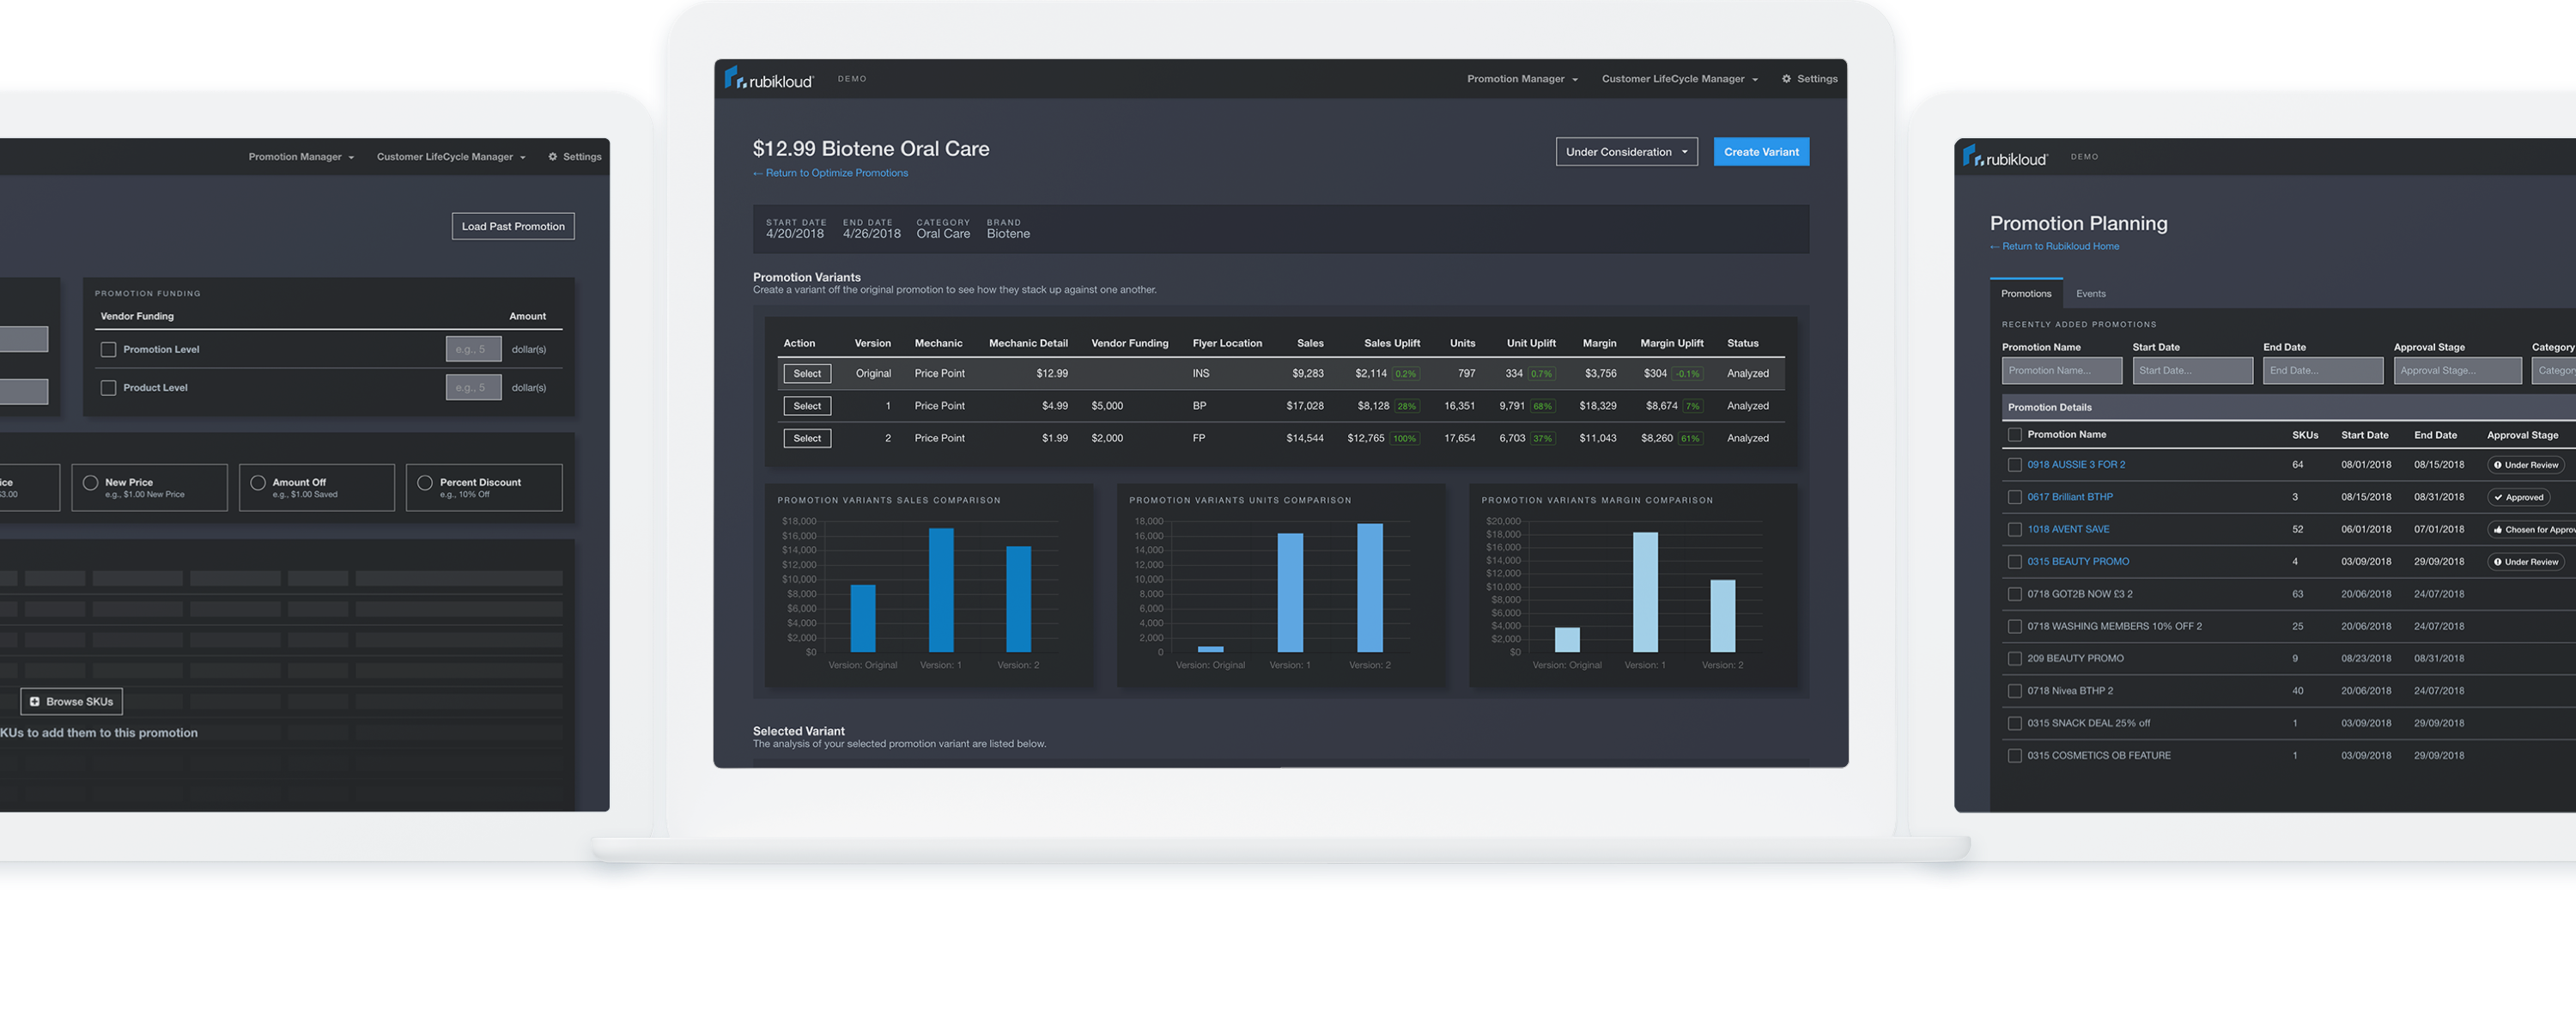 Promotion Manager Customer LifeCycle Manager Settings
Load Past Promotion
PROMOTION FUNDING
Vendor Funding Amount
Promotion Level e.g., 5 dollar(s)
Product Level e.g., 5 dollar(s)
New Price Amount Off Percent Discount
$3.00 e.g., $1.00 New Price e.g., $1.00 Saved e.g., 10% Off
Browse SKUs
KUs to add them to this promotion
rubikloud DEMO Promotion Manager Customer LifeCycle Manager Settings
$12.99 Biotene Oral Care Under Consideration Create Variant
← Return to Optimize Promotions
START DATE END DATE CATEGORY BRAND
4/20/2018 4/26/2018 Oral Care Biotene
Promotion Variants
Create a variant off the original promotion to see how they stack up against one another.
Action Version Mechanic Mechanic Detail Vendor Funding Flyer Location Sales Sales Uplift Units Unit Uplift Margin Margin Uplift Status
Select Original Price Point $12.99 INS $9,283 $2,114 0.2% 797 334 0.7% $3,756 $304 -0.1% Analyzed
Select 1 Price Point $4.99 $5,000 BP $17,028 $8,128 28% 16,351 9,791 68% $18,329 $8,674 7% Analyzed
Select 2 Price Point $1.99 $2,000 FP $14,544 $12,765 100% 17,654 6,703 37% $11,043 $8,260 61% Analyzed
PROMOTION VARIANTS SALES COMPARISON
$18,000
$16,000
$14,000
$12,000
$10,000
$8,000
$6,000
$4,000
$2,000
$0
Version: Original Version: 1 Version: 2
PROMOTION VARIANTS UNITS COMPARISON
18,000
16,000
14,000
12,000
10,000
8,000
6,000
4,000
2,000
0
Version: Original Version: 1 Version: 2
PROMOTION VARIANTS MARGIN COMPARISON
$20,000
$18,000
$16,000
$14,000
$12,000
$10,000
$8,000
$6,000
$4,000
$2,000
$0
Version: Original Version: 1 Version: 2
Selected Variant
The analysis of your selected promotion variant are listed below.
rubikloud DEMO
Promotion Planning
← Return to Rubikloud Home
Promotions Events
RECENTLY ADDED PROMOTIONS
Promotion Name Start Date End Date Approval Stage Category
Promotion Name... Start Date... End Date... Approval Stage... Category
Promotion Details
Promotion Name SKUs Start Date End Date Approval Stage
0918 AUSSIE 3 FOR 2 64 08/01/2018 08/15/2018 Under Review
0617 Brilliant BTHP 3 08/15/2018 08/31/2018 Approved
1018 AVENT SAVE 52 06/01/2018 07/01/2018 Chosen for Approv
0315 BEAUTY PROMO 4 03/09/2018 29/09/2018 Under Review
0718 GOT2B NOW £3 2 63 20/06/2018 24/07/2018
0718 WASHING MEMBERS 10% OFF 2 25 20/06/2018 24/07/2018
209 BEAUTY PROMO 9 08/23/2018 08/31/2018
0718 Nivea BTHP 2 40 20/06/2018 24/07/2018
0315 SNACK DEAL 25% off 1 03/09/2018 29/09/2018
0315 COSMETICS OB FEATURE 1 03/09/2018 29/09/2018